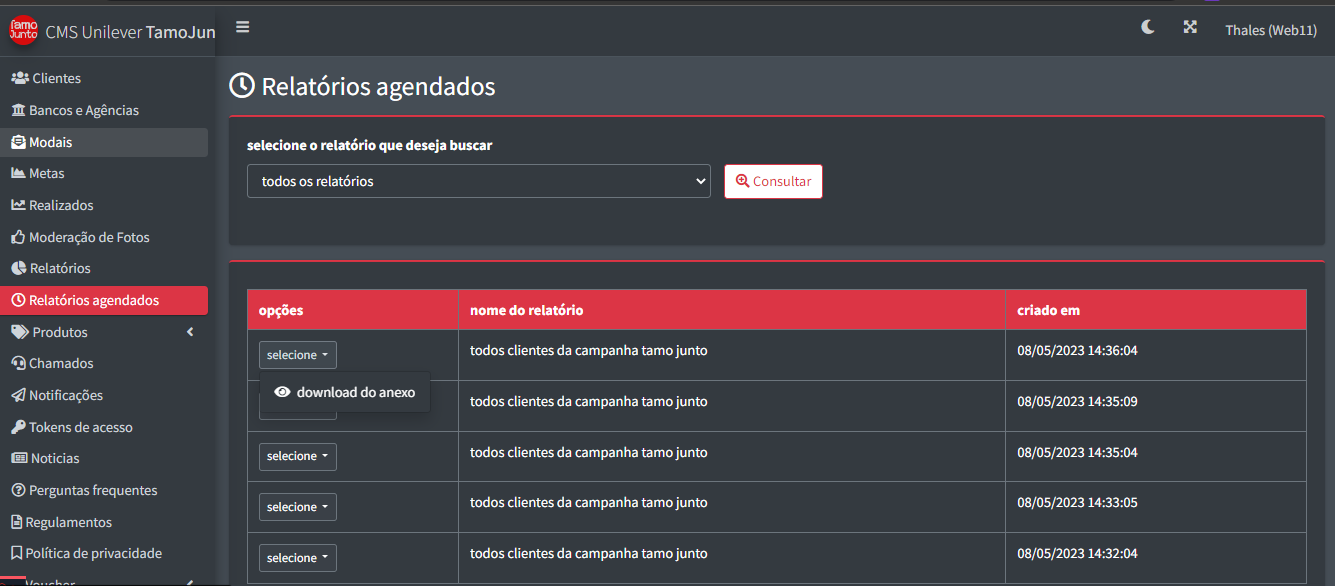 Tamo
Junto
CMS Unilever TamoJun
Thales (Web11)
Clientes
Bancos e Agências
Modais
Metas
Realizados
Moderação de Fotos
Relatórios
Relatórios agendados
Produtos
Chamados
Notificações
Tokens de acesso
Noticias
Perguntas frequentes
Regulamentos
Política de privacidade
Voucher
Relatórios agendados
selecione o relatório que deseja buscar
todos os relatórios
Consultar
opções nome do relatório criado em
selecione todos clientes da campanha tamo junto 08/05/2023 14:36:04
download do anexo
todos clientes da campanha tamo junto 08/05/2023 14:35:09
selecione todos clientes da campanha tamo junto 08/05/2023 14:35:04
selecione todos clientes da campanha tamo junto 08/05/2023 14:33:05
selecione todos clientes da campanha tamo junto 08/05/2023 14:32:04